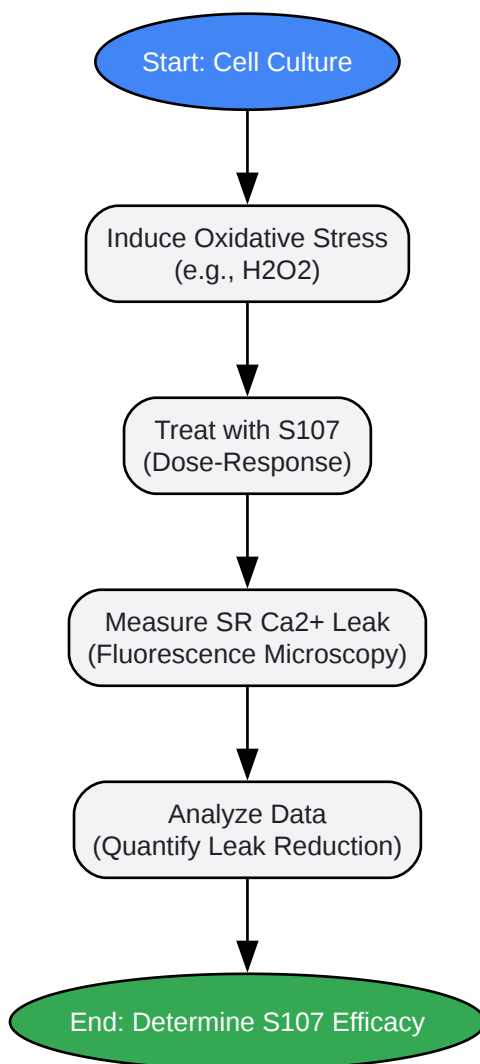 Start: Cell Culture
Induce Oxidative Stress
(e.g., H2O2)
Treat with S107
(Dose-Response)
Measure SR Ca2+ Leak
(Fluorescence Microscopy)
Analyze Data
(Quantify Leak Reduction)
End: Determine S107 Efficacy